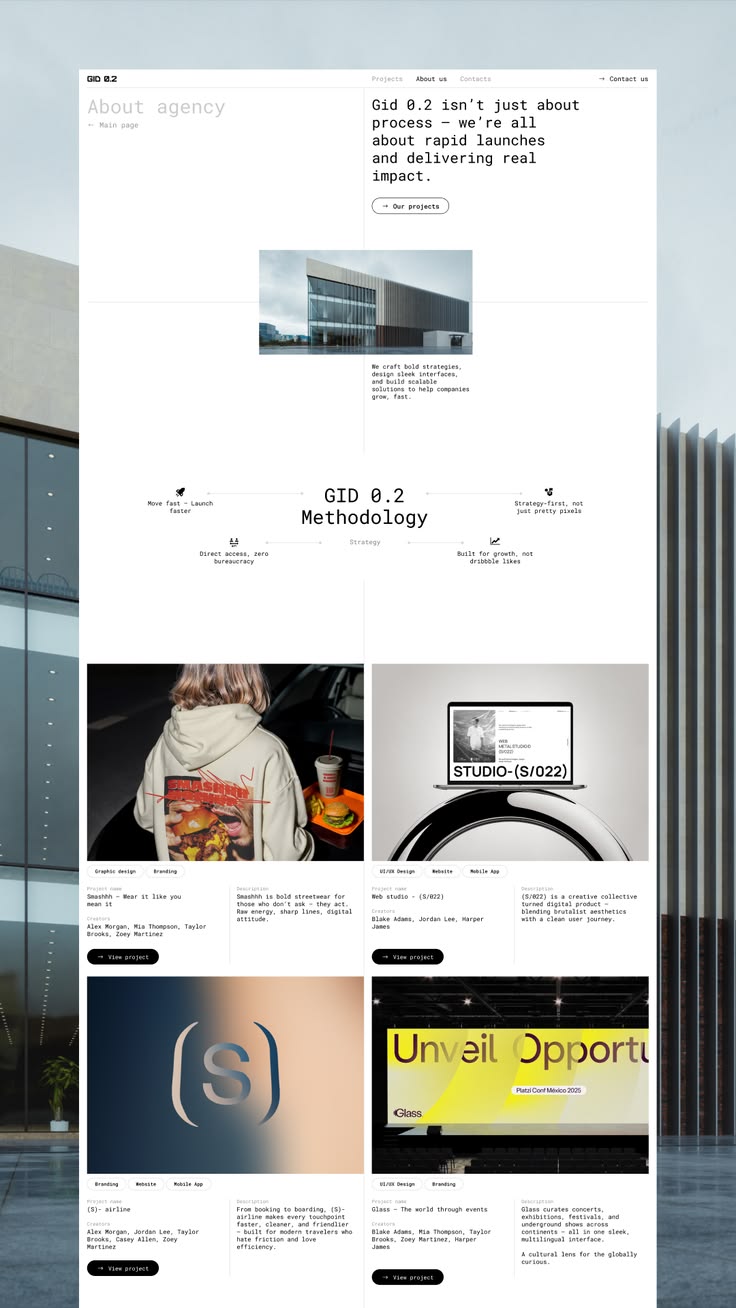 GID 0.2
Projects
About us
Contacts
→ Contact us
About agency
← Main page
Gid 0.2 isn't just about
process — we're all
about rapid launches
and delivering real
impact.
→ Our projects
We craft bold strategies,
design sleek interfaces,
and build scalable
solutions to help companies
grow, fast.
GID 0.2
Methodology
Move fast — Launch
faster
Strategy-first, not
just pretty pixels
Direct access, zero
bureaucracy
Strategy
Built for growth, not
dribbble likes
SMASHHH
STUDIO-(S/022)
WEB
METAL STUDIO
(S/022)
Graphic design
Branding
Project name
Smashhh — Wear it like you
mean it
Creators
Alex Morgan, Mia Thompson, Taylor
Brooks, Zoey Martinez
Description
Smashhh is bold streetwear for
those who don't ask — they act.
Raw energy, sharp lines, digital
attitude.
→ View project
UI/UX Design
Website
Mobile App
Project name
Web studio - (S/022)
Creators
Blake Adams, Jordan Lee, Harper
James
Description
(S/022) is a creative collective
turned digital product —
blending brutalist aesthetics
with a clean user journey.
→ View project
(S)
Unveil Opportu
Platzi Conf México 2025
Glass
Branding
Website
Mobile App
Project name
(S)- airline
Creators
Alex Morgan, Jordan Lee, Taylor
Brooks, Casey Allen, Zoey
Martinez
Description
From booking to boarding, (S)-
airline makes every touchpoint
faster, cleaner, and friendlier
— built for modern travelers who
hate friction and love
efficiency.
→ View project
UI/UX Design
Branding
Project name
Glass — The world through events
Creators
Blake Adams, Mia Thompson, Taylor
Brooks, Zoey Martinez, Harper
James
Description
Glass curates concerts,
exhibitions, festivals, and
underground shows across
continents — all in one sleek,
multilingual interface.
A cultural lens for the globally
curious.
→ View project